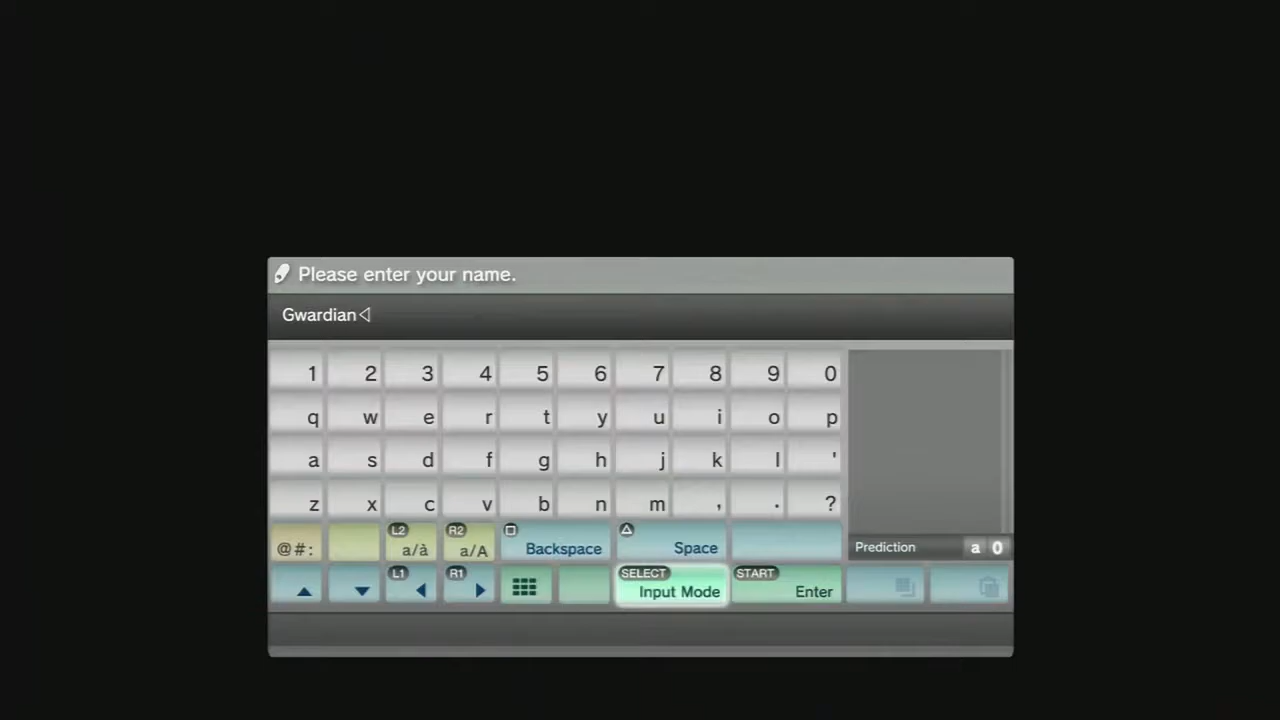 Please enter your name.
Gwardian
1 2 3 4 5 6 7 8 9 0
q w e r t y u i o p
a s d f g h j k l '
z x c v b n m , . ?
@#: L2 a/à R2 a/A Backspace Space Prediction a 0
L1 R1 SELECT Input Mode START Enter